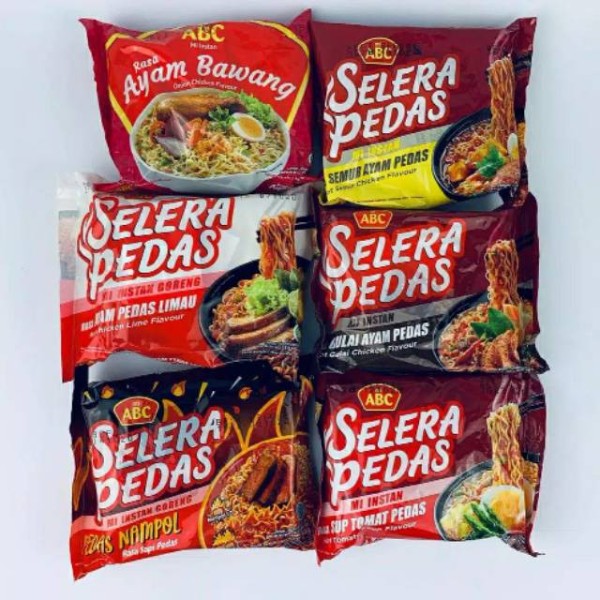 ABC
Mi Instan
Rasa
Ayam Bawang
Onion Chicken Flavour
ABC
SELERA
PEDAS
MI INSTAN
SEMUR AYAM PEDAS
Semur Chicken Flavour
SELERA
PEDAS
MI INSTAN GORENG
AYAM PEDAS LIMAU
Chicken Lime Flavour
ABC
SELERA
PEDAS
MI INSTAN
GULAI AYAM PEDAS
Gulai Chicken Flavour
MI
ABC
SELERA
PEDAS
MI INSTAN GORENG
PEDAS NAMPOL
Rasa Sapi Pedas
MI
ABC
SELERA
PEDAS
MI INSTAN
SUP TOMAT PEDAS
Flavour